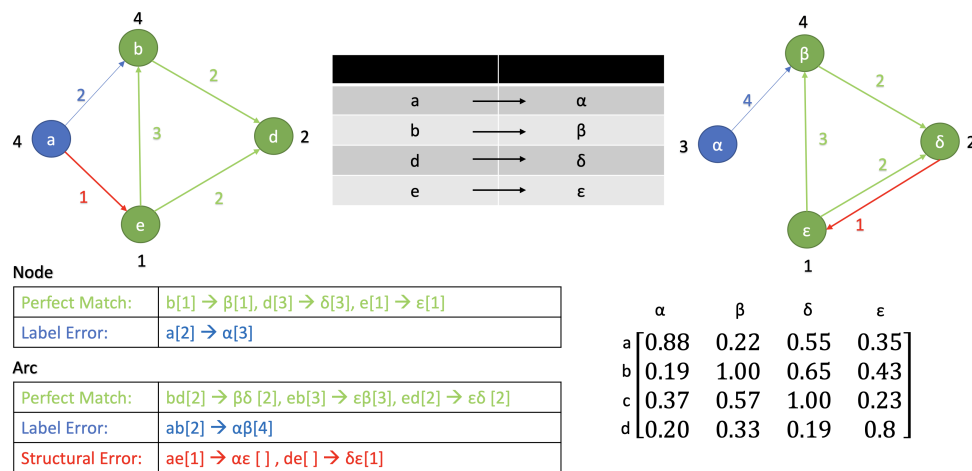 4
b
2
2
4
a
3
d
2
1
2
e
1
a → α
b → β
d → δ
e → ε
4
β
4
2
3
α
3
2
δ
2
1
ε
1
Node
Perfect Match: b[1] → β[1], d[3] → δ[3], e[1] → ε[1]
Label Error: a[2] → α[3]
Arc
Perfect Match: bd[2] → βδ [2], eb[3] → εβ[3], ed[2] → εδ [2]
Label Error: ab[2] → αβ[4]
Structural Error: ae[1] → αε [ ] , de[ ] → δε[1]
α β δ ε
a 0.88 0.22 0.55 0.35
b 0.19 1.00 0.65 0.43
c 0.37 0.57 1.00 0.23
d 0.20 0.33 0.19 0.8